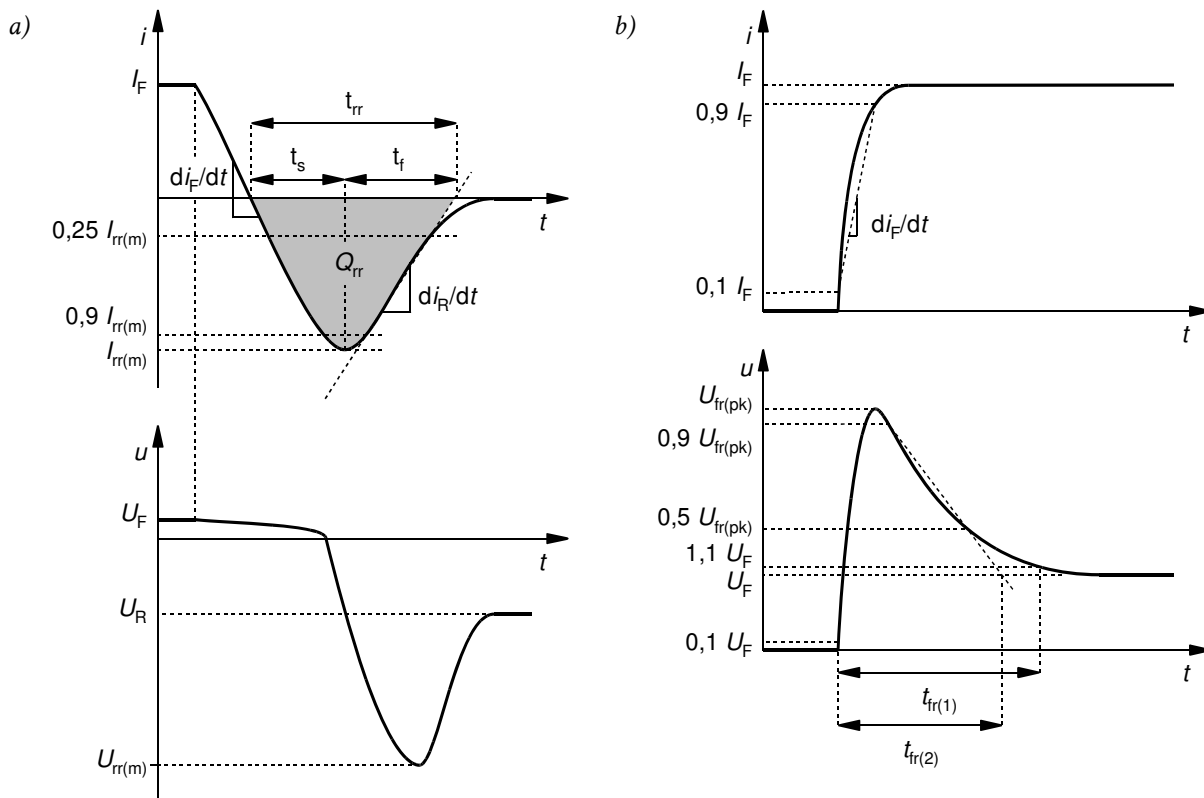 a)
i
I_F
t_rr
t_s
t_f
di_F/dt
t
0,25 I_rr(m)
Q_rr
di_R/dt
0,9 I_rr(m)
I_rr(m)
u
U_F
t
U_R
U_rr(m)
b)
i
I_F
0,9 I_F
di_F/dt
0,1 I_F
t
u
U_fr(pk)
0,9 U_fr(pk)
0,5 U_fr(pk)
1,1 U_F
U_F
0,1 U_F
t
t_fr(1)
t_fr(2)